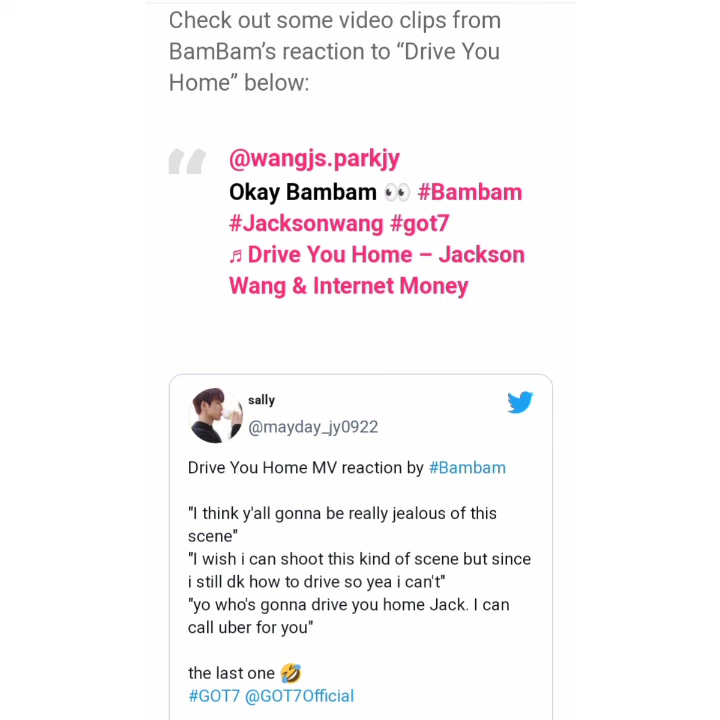 Check out some video clips from
BamBam’s reaction to “Drive You
Home” below:
“
@wangjs.parkjy
Okay Bambam 👀 #Bambam
#Jacksonwang #got7
♬ Drive You Home – Jackson
Wang & Internet Money
sally
@mayday_jy0922
Drive You Home MV reaction by #Bambam
"I think y'all gonna be really jealous of this
scene"
"I wish i can shoot this kind of scene but since
i still dk how to drive so yea i can't"
"yo who's gonna drive you home Jack. I can
call uber for you"
the last one 🤣
#GOT7 @GOT7Official